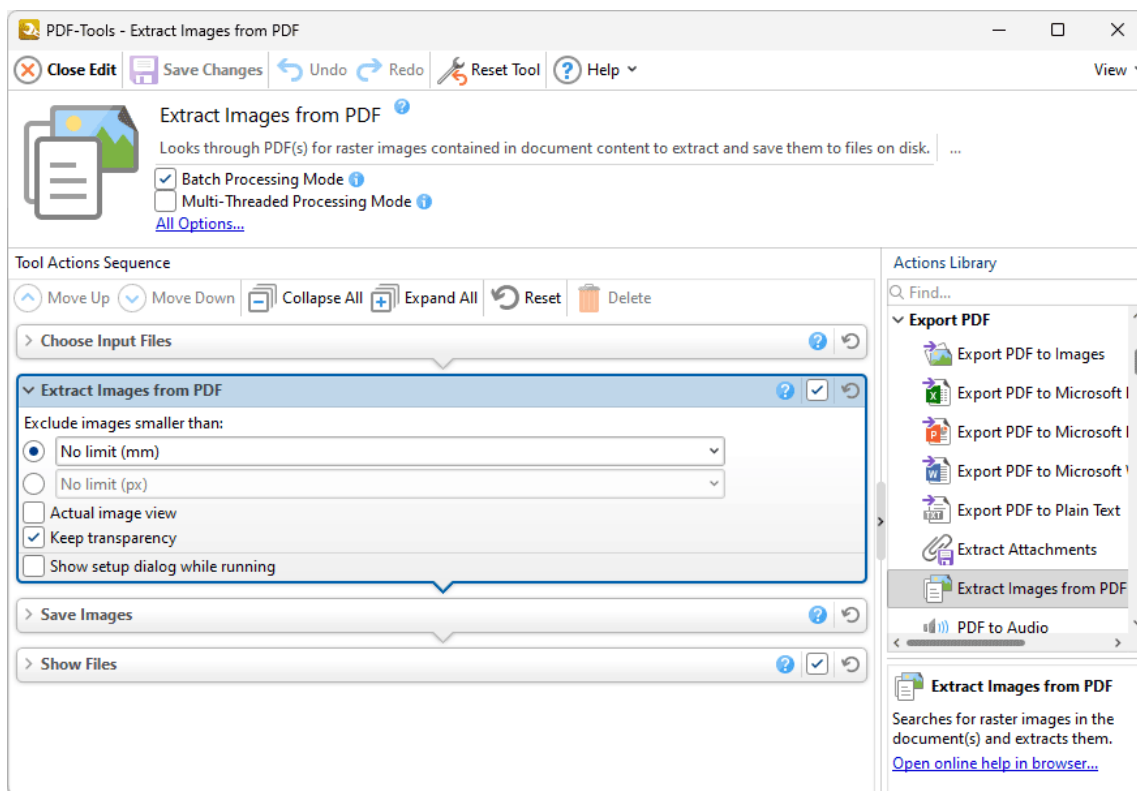 PDF-Tools - Extract Images from PDF
Close Edit Save Changes Undo Redo Reset Tool Help View
Extract Images from PDF
Looks through PDF(s) for raster images contained in document content to extract and save them to files on disk. ...
Batch Processing Mode
Multi-Threaded Processing Mode
All Options...
Tool Actions Sequence
Move Up Move Down Collapse All Expand All Reset Delete
Choose Input Files
Extract Images from PDF
Exclude images smaller than:
No limit (mm)
No limit (px)
Actual image view
Keep transparency
Show setup dialog while running
Save Images
Show Files
Actions Library
Find...
Export PDF
Export PDF to Images
Export PDF to Microsoft
Export PDF to Microsoft
Export PDF to Microsoft
Export PDF to Plain Text
Extract Attachments
Extract Images from PDF
PDF to Audio
Extract Images from PDF
Searches for raster images in the
document(s) and extracts them.
Open online help in browser...